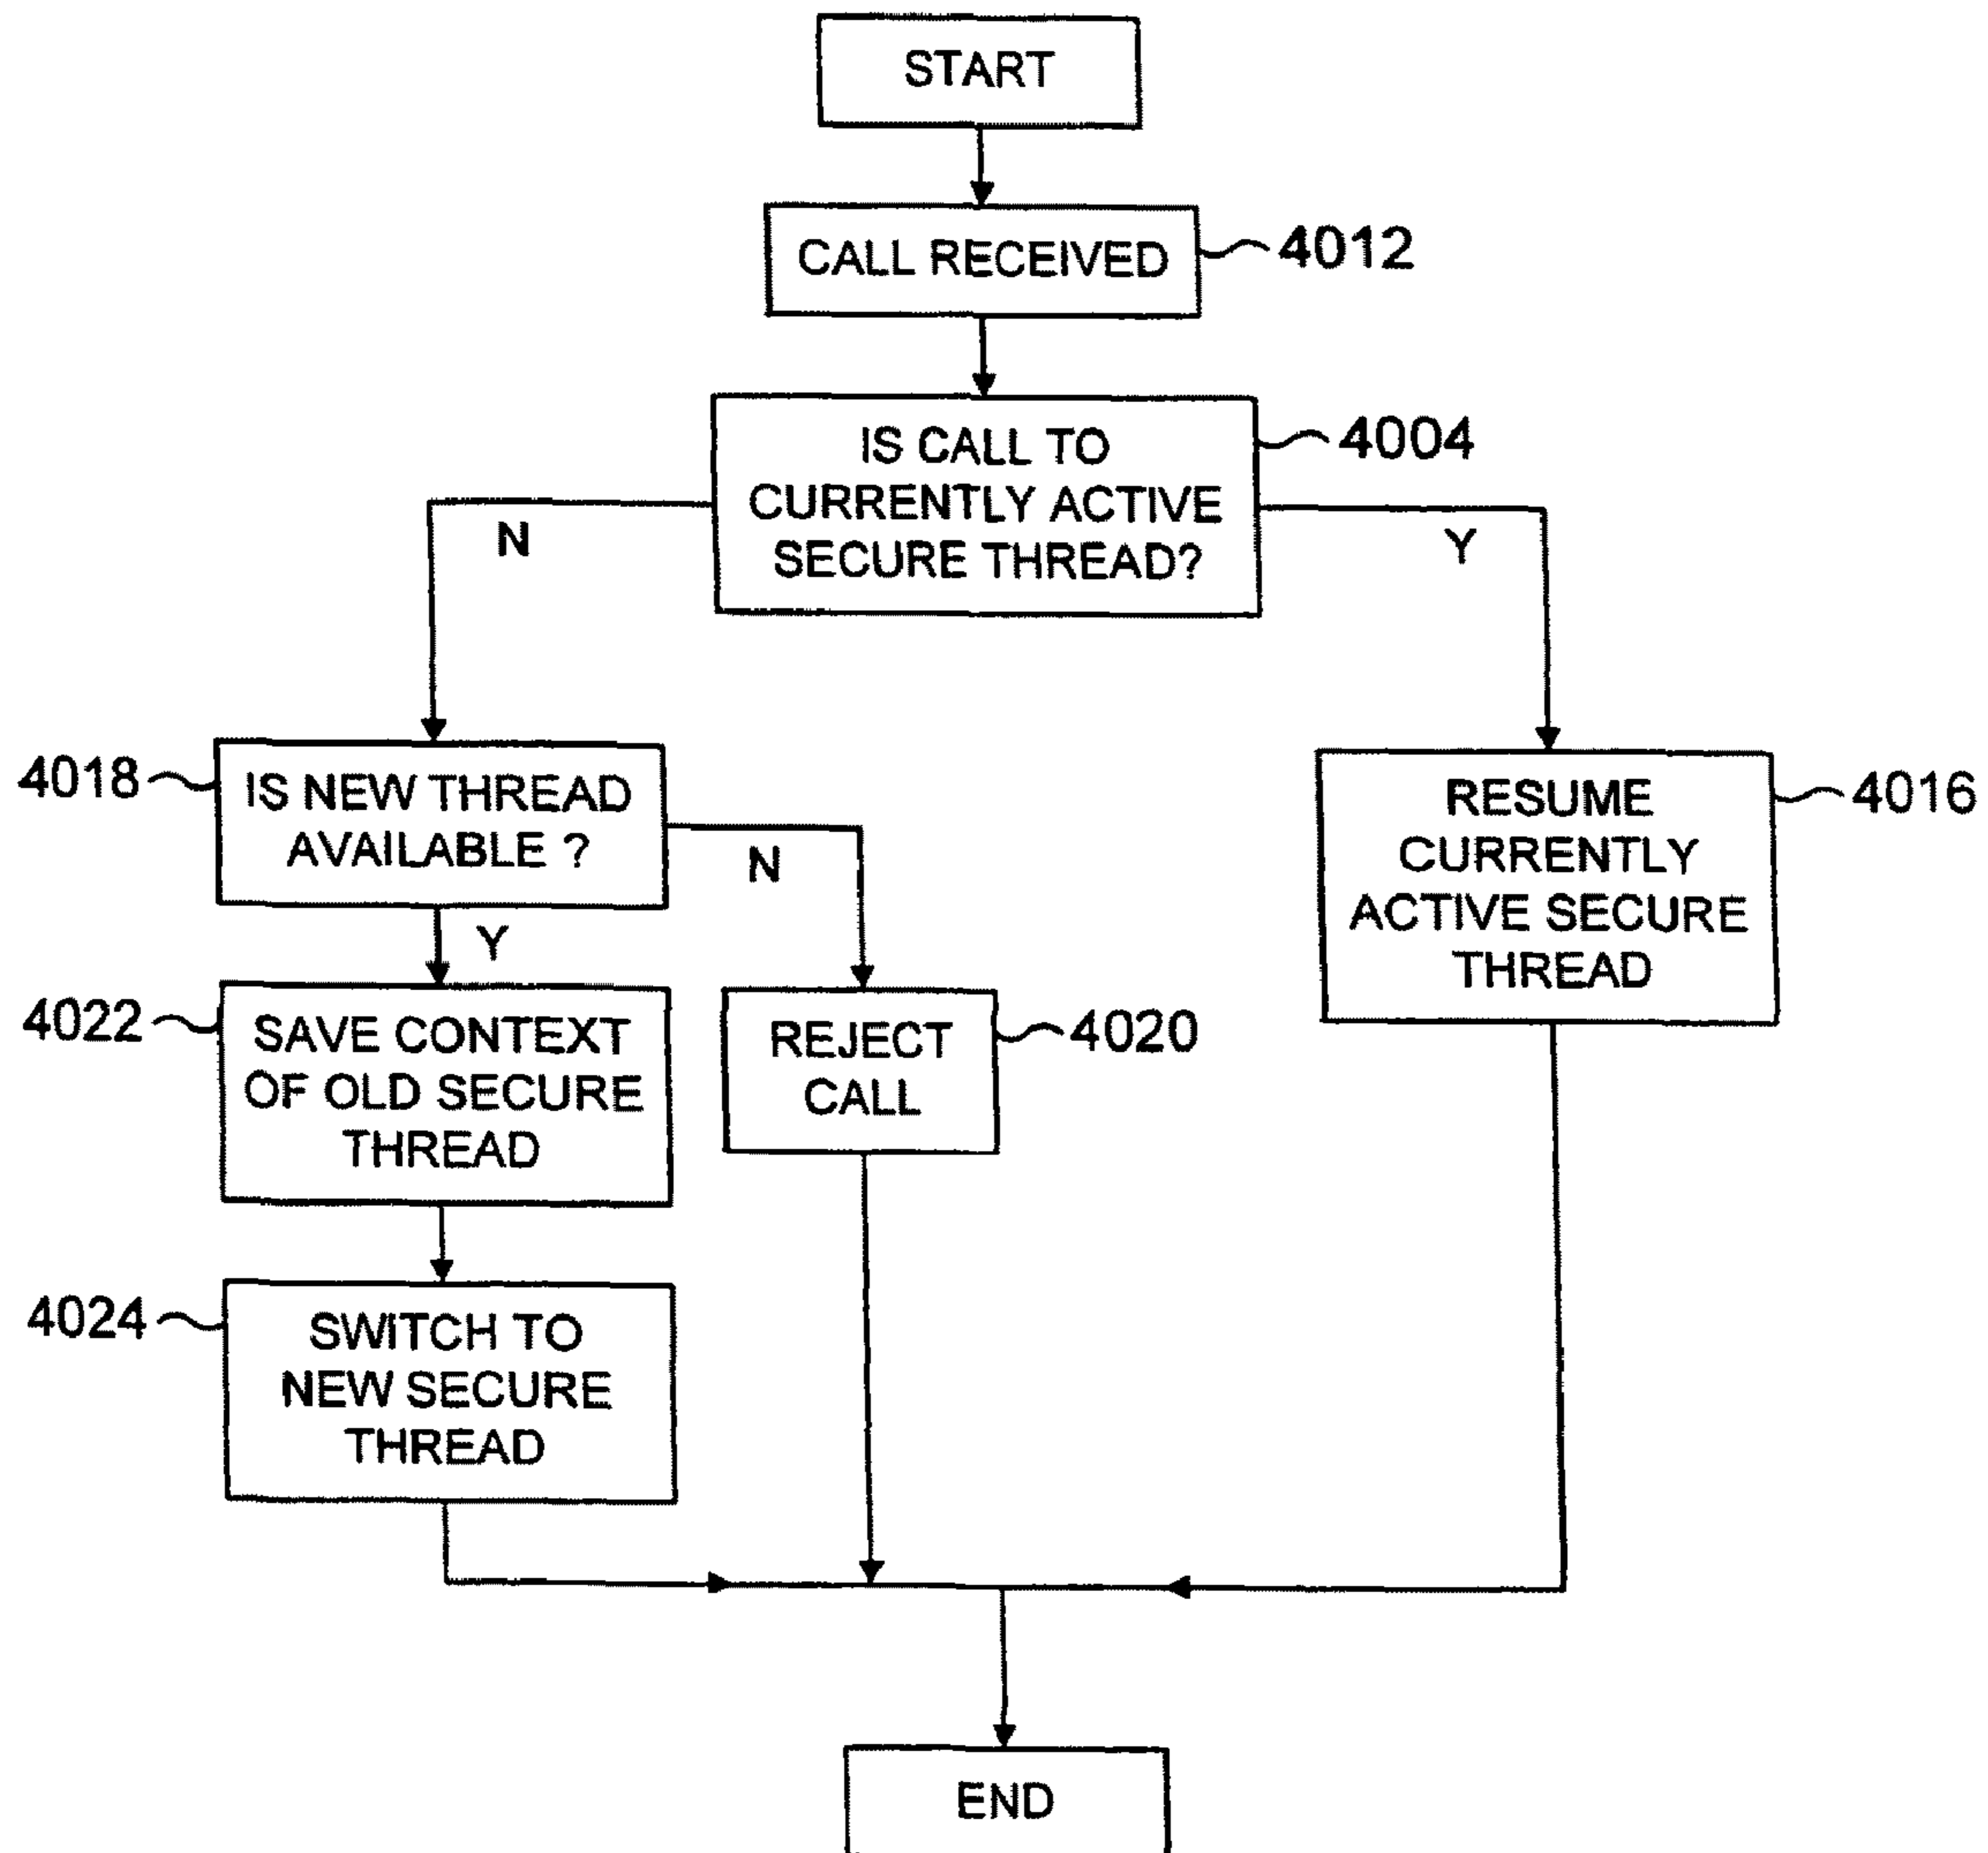 START
CALL RECEIVED
4012
IS CALL TO
CURRENTLY ACTIVE
SECURE THREAD?
4004
N
Y
4018
IS NEW THREAD
AVAILABLE ?
N
Y
RESUME
CURRENTLY
ACTIVE SECURE
THREAD
4016
4022
SAVE CONTEXT
OF OLD SECURE
THREAD
REJECT
CALL
4020
4024
SWITCH TO
NEW SECURE
THREAD
END